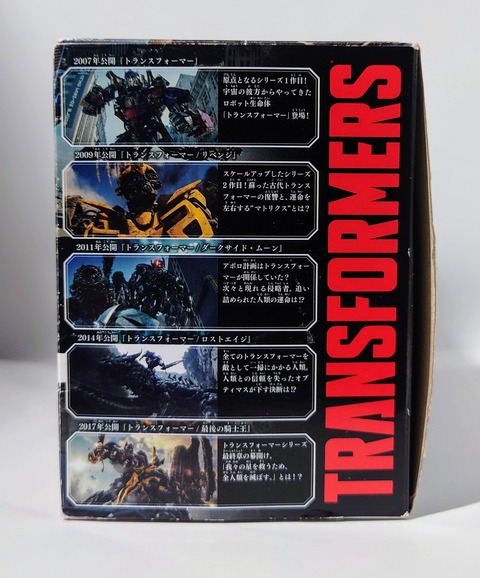 2007年公開「トランスフォーマー」
原点となるシリーズ1作目!
宇宙の彼方からやってきた
ロボット生命体
「トランスフォーマー」登場!
2009年公開「トランスフォーマー/リベンジ」
スケールアップしたシリーズ
2作目!蘇った古代トランス
フォーマーの復讐と、運命を
左右する"マトリクス"とは?
2011年公開「トランスフォーマー/ダークサイド・ムーン」
アポロ計画はトランスフォー
マーが関係していた?
次々と現れる侵略者、追い
詰められた人類の運命は!?
2014年公開「トランスフォーマー/ロストエイジ」
全てのトランスフォーマーを
敵として一掃にかかる人類。
人類との信頼を失ったオプ
ティマスが下す決断は!?
2017年公開「トランスフォーマー/最後の騎士王」
トランスフォーマーシリーズ
最終章の幕開け。
「我々の星を救うため、
全人類を滅ぼす。」とは!?
TRANSFORMERS